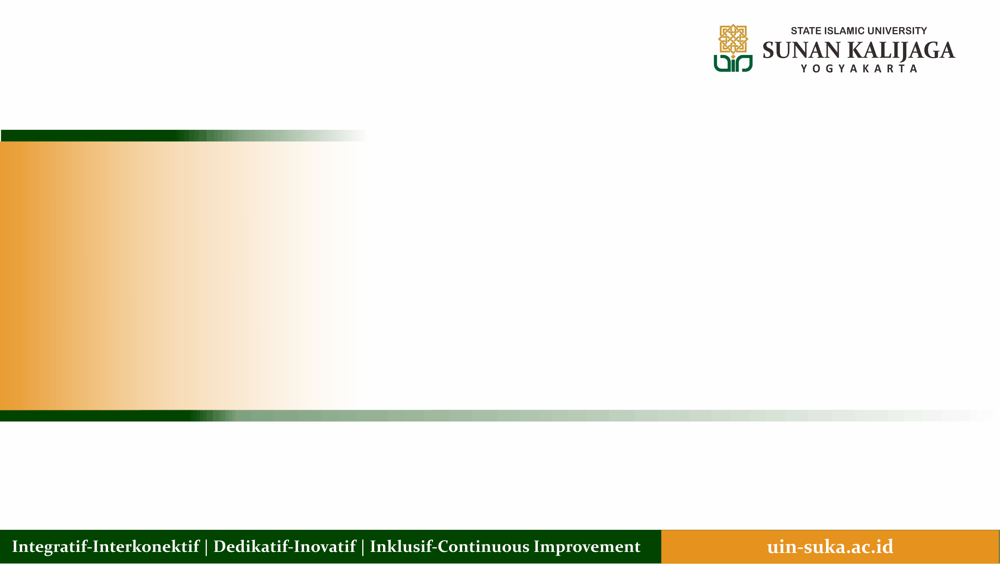 STATE ISLAMIC UNIVERSITY
SUNAN KALIJAGA
YOGYAKARTA
Integratif-Interkonektif | Dedikatif-Inovatif | Inklusif-Continuous Improvement
uin-suka.ac.id